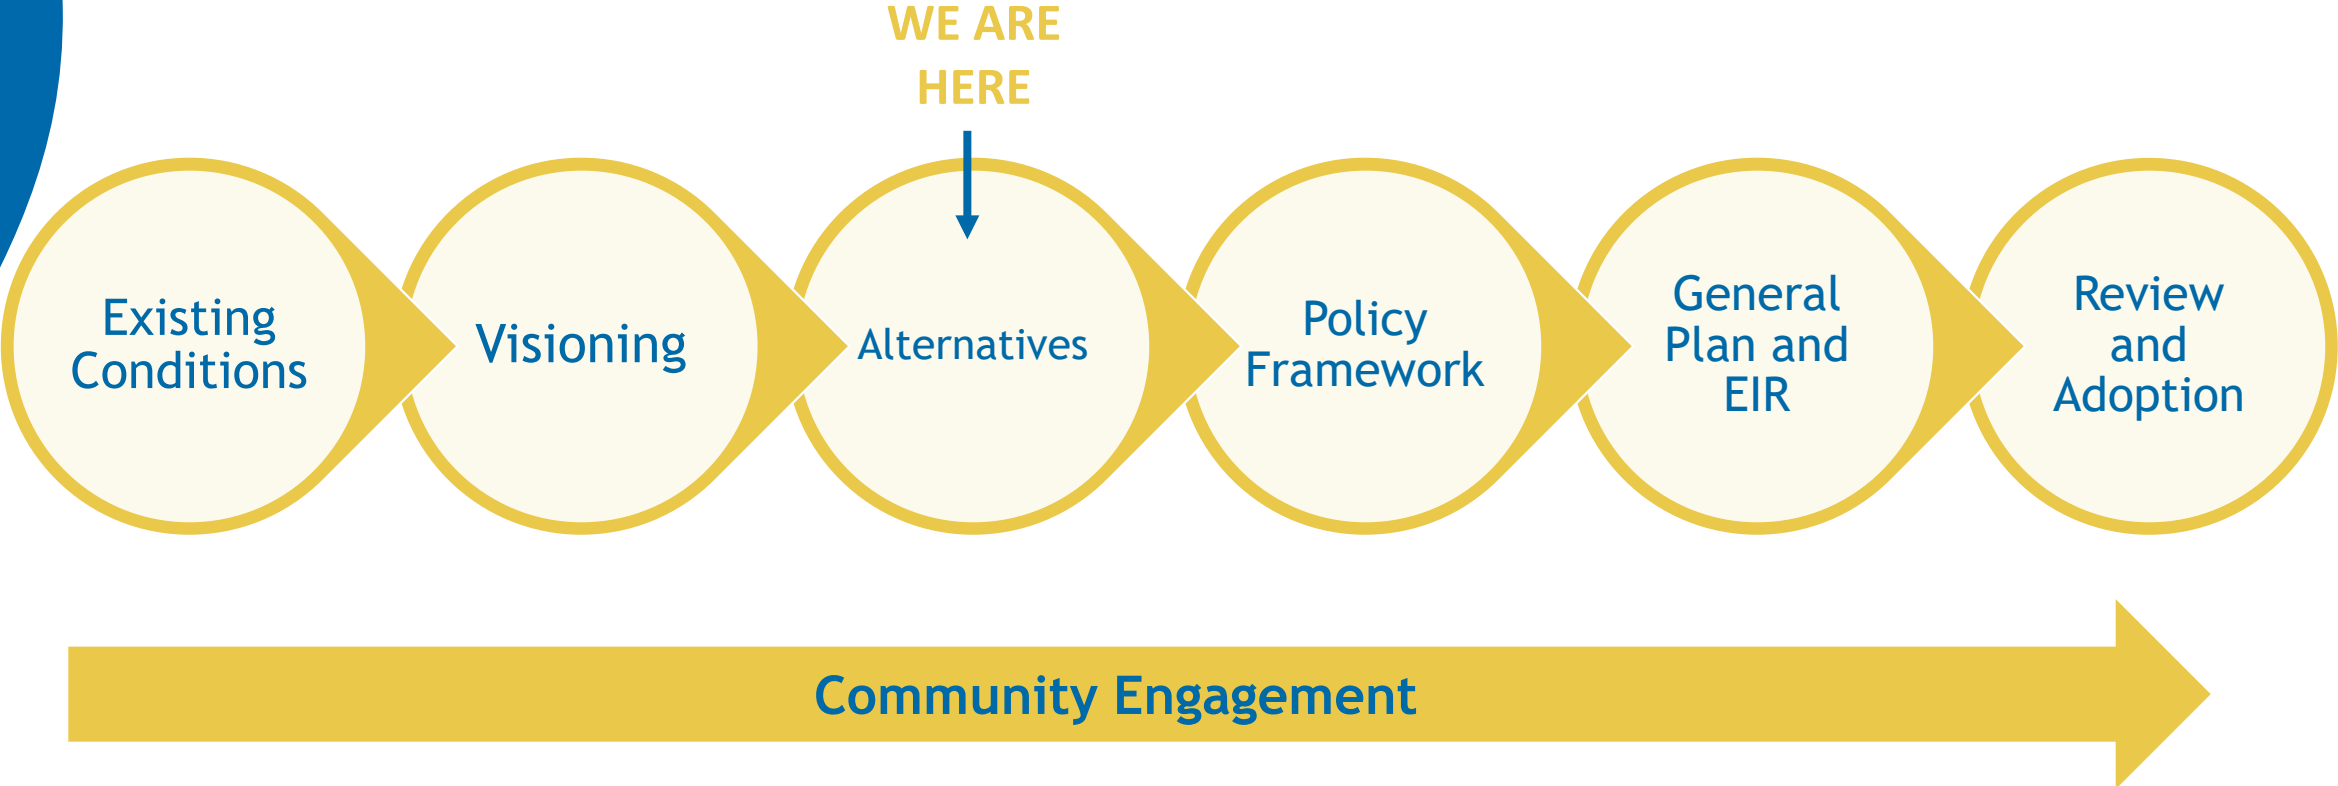 WE ARE
HERE
Existing
Conditions
Visioning
Alternatives
Policy
Framework
General
Plan and
EIR
Review
and
Adoption
Community Engagement